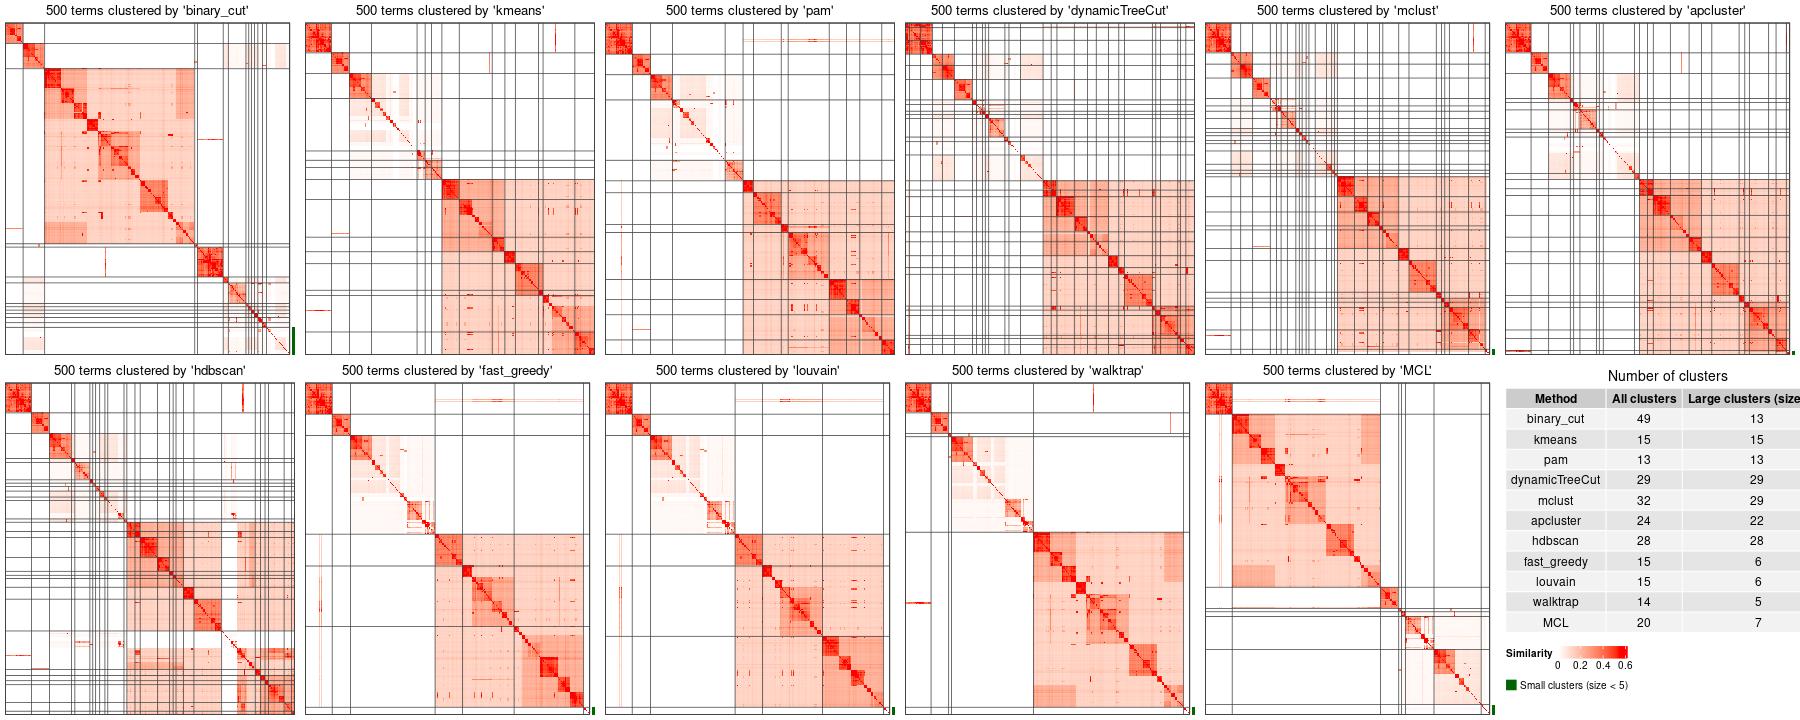 500 terms clustered by 'binary_cut'
500 terms clustered by 'kmeans'
500 terms clustered by 'pam'
500 terms clustered by 'dynamicTreeCut'
500 terms clustered by 'mclust'
500 terms clustered by 'apcluster'
500 terms clustered by 'hdbscan'
500 terms clustered by 'fast_greedy'
500 terms clustered by 'louvain'
500 terms clustered by 'walktrap'
500 terms clustered by 'MCL'
Number of clusters
Method All clusters Large clusters (size
binary_cut 49 13
kmeans 15 15
pam 13 13
dynamicTreeCut 29 29
mclust 32 29
apcluster 24 22
hdbscan 28 28
fast_greedy 15 6
louvain 15 6
walktrap 14 5
MCL 20 7
Similarity
0 0.2 0.4 0.6
Small clusters (size < 5)